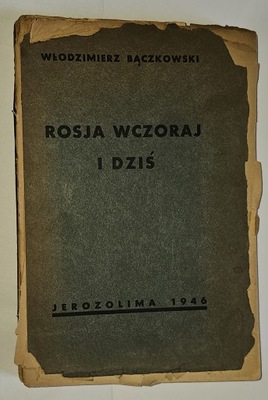 WŁODZIMIERZ BĄCZKOWSKI
ROSJA WCZORAJ
I DZIŚ
JEROZOLIMA 1946